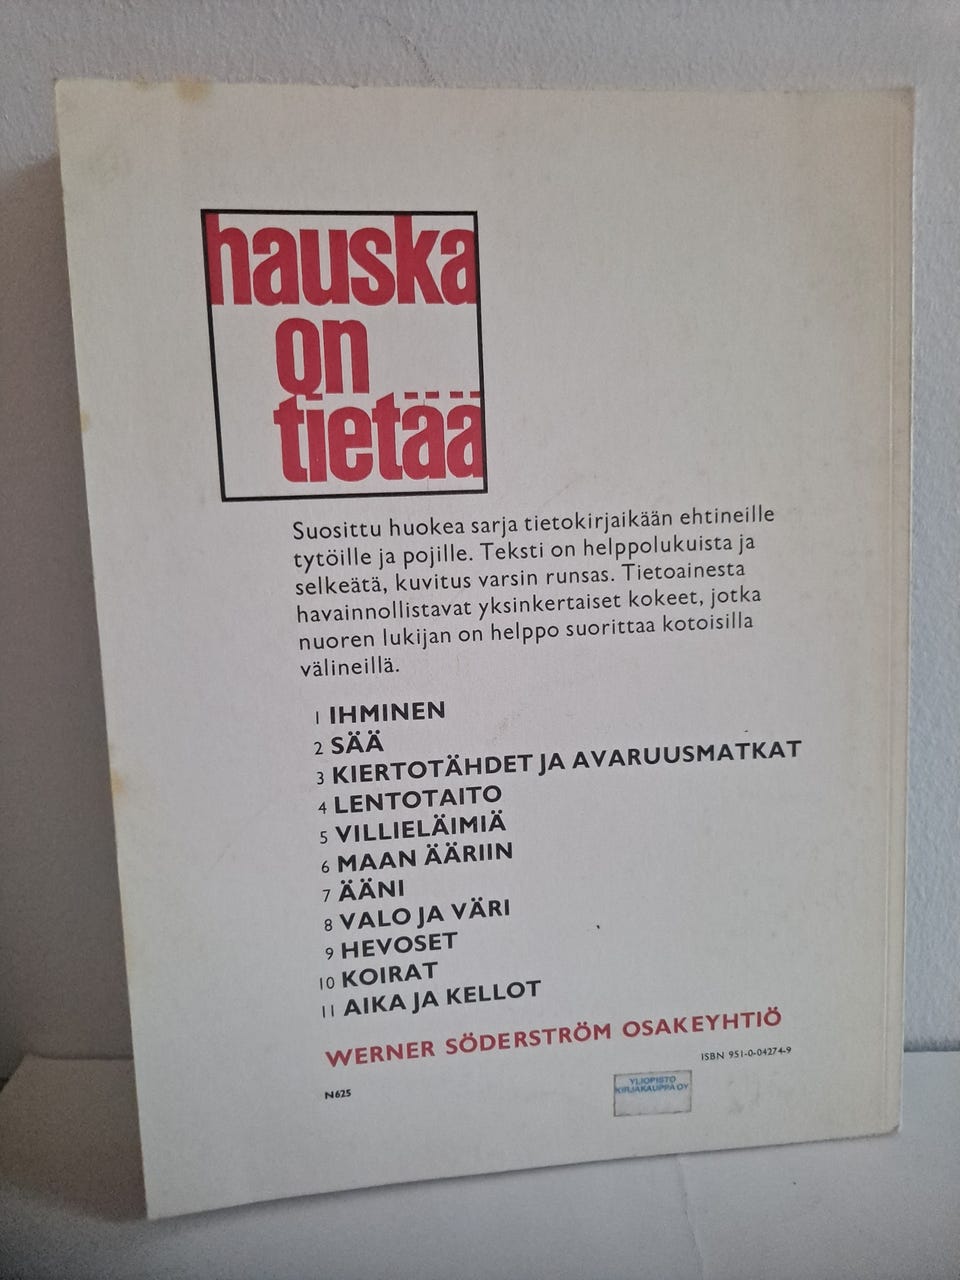 hauska
on
tietää
Suosittu huokea sarja tietokirjaikään ehtineille
tytöille ja pojille. Teksti on helppolukuista ja
selkeätä, kuvitus varsin runsas. Tietoainesta
havainnollistavat yksinkertaiset kokeet, jotka
nuoren lukijan on helppo suorittaa kotoisilla
välineillä.
1 IHMINEN
2 SÄÄ
3 KIERTOTÄHDET JA AVARUUSMATKAT
4 LENTOTAITO
5 VILLIELÄIMIÄ
6 MAAN ÄÄRIIN
7 ÄÄNI
8 VALO JA VÄRI
9 HEVOSET
10 KOIRAT
11 AIKA JA KELLOT
WERNER SÖDERSTRÖM OSAKEYHTIÖ
ISBN 951-0-04274-9
N625
YLIOPISTO
KIRJAKAUPPA OY